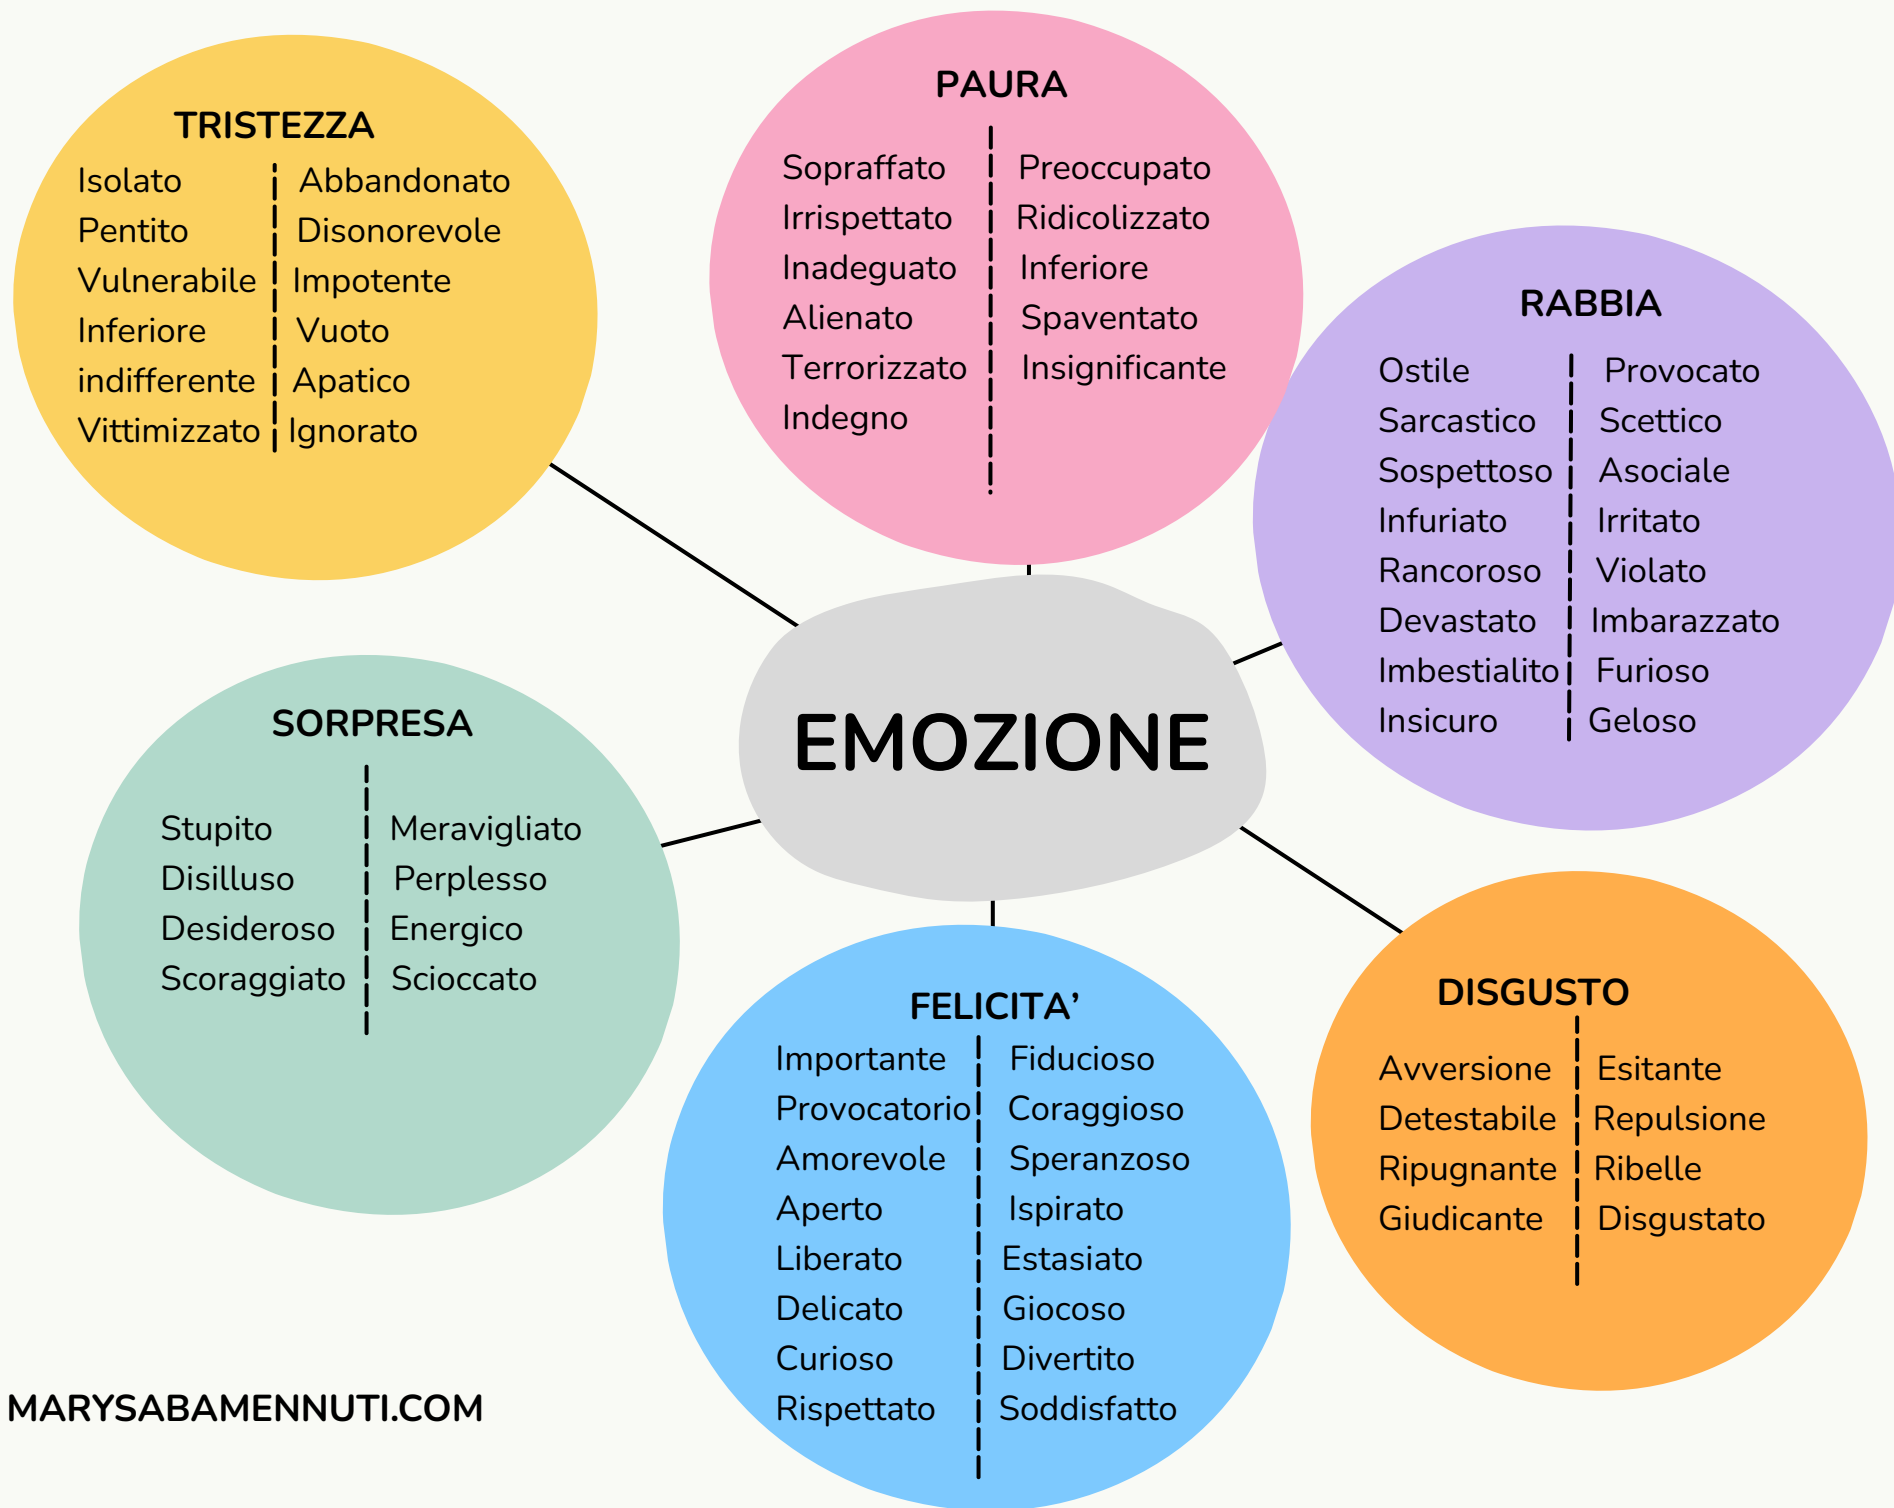 TRISTEZZA
Isolato
Pentito
Vulnerabile
Inferiore
indifferente
Vittimizzato
Abbandonato
Disonorevole
Impotente
Vuoto
Apatico
Ignorato
PAURA
Sopraffato
Irrispettato
Inadeguato
Alienato
Terrorizzato
Indegno
Preoccupato
Ridicolizzato
Inferiore
Spaventato
Insignificante
RABBIA
Ostile
Sarcastico
Sospettoso
Infuriato
Rancoroso
Devastato
Imbestialito
Insicuro
Provocato
Scettico
Asociale
Irritato
Violato
Imbarazzato
Furioso
Geloso
EMOZIONE
SORPRESA
Stupito
Disilluso
Desideroso
Scoraggiato
Meravigliato
Perplesso
Energico
Scioccato
FELICITA’
Importante
Provocatorio
Amorevole
Aperto
Liberato
Delicato
Curioso
Rispettato
Fiducioso
Coraggioso
Speranzoso
Ispirato
Estasiato
Giocoso
Divertito
Soddisfatto
DISGUSTO
Avversione
Detestabile
Ripugnante
Giudicante
Esitante
Repulsione
Ribelle
Disgustato
MARYSABAMENNUTI.COM